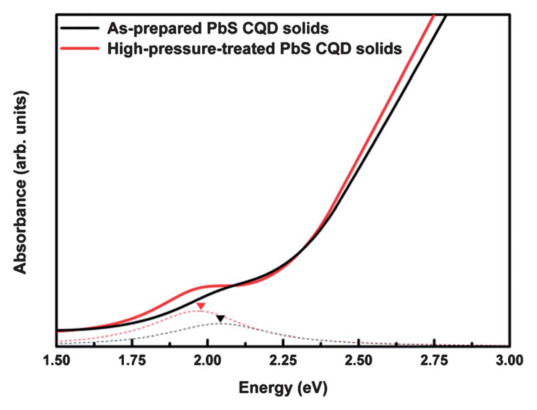 As-prepared PbS CQD solids
High-pressure-treated PbS CQD solids
Absorbance (arb. units)
1.50 1.75 2.00 2.25 2.50 2.75 3.00
Energy (eV)